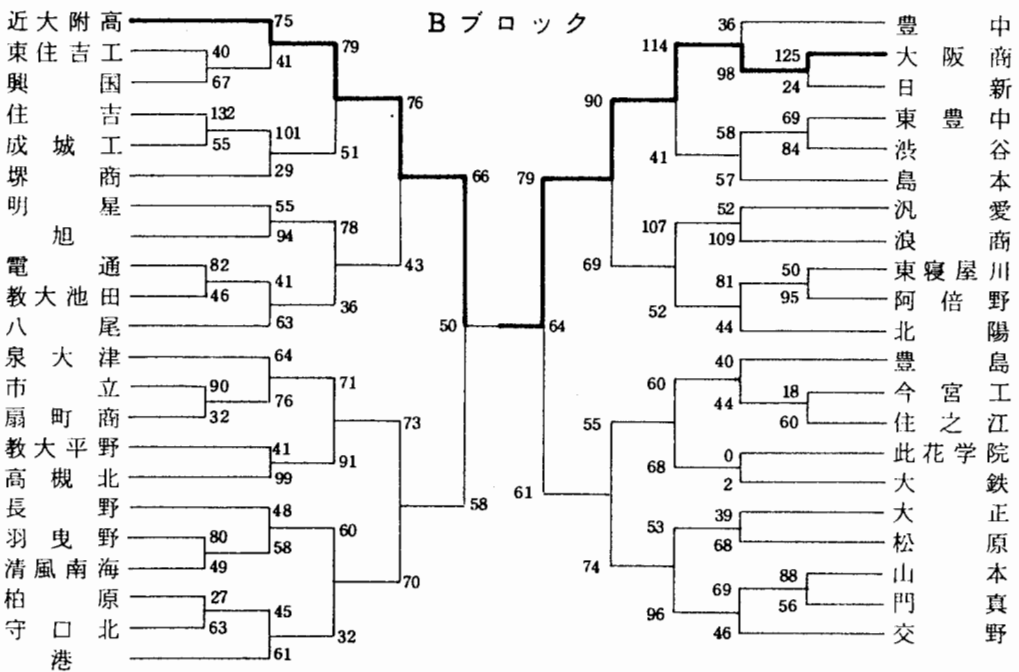 Bブロック
近大附高 75
東住吉工 40
41
興国 67
79
住吉 132
101
成城工 55
51
堺商 29
76
明星 55
78
旭 94
43
電通 82
41
教大池田 46
36
八尾 63
66
50
泉大津 64
71
市立 90
76
扇町商 32
73
教大平野 41
91
高槻北 99
58
長野 48
60
羽曳野 80
58
清風南海 49
70
柏原 27
45
守口北 63
32
港 61
36 豊中
114
125 大阪商
98
24 日新
90
69 東豊中
58
84 渋谷
41
57 島本
79
52 汎愛
107
109 浪商
69
50 東寝屋川
81
95 阿倍野
52
44 北陽
64
40 豊島
60
18 今宮工
44
60 住之江
55
0 此花学院
68
2 大鉄
61
39 大正
53
68 松原
74
88 山本
69
56 門真
96
46 交野